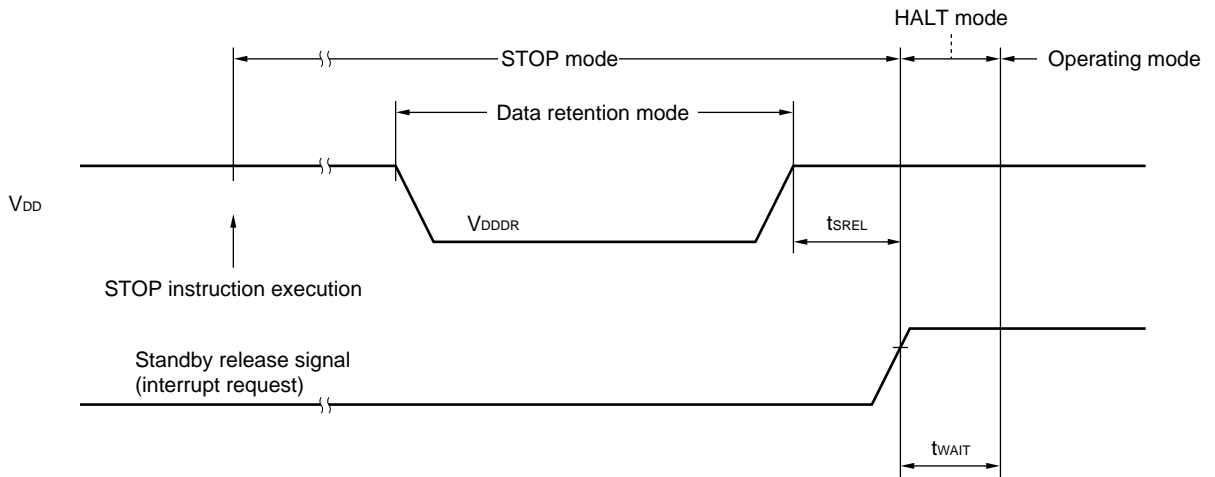 HALT mode
STOP mode
Operating mode
Data retention mode
VDD
VDDDR
tSREL
STOP instruction execution
Standby release signal
(interrupt request)
tWAIT